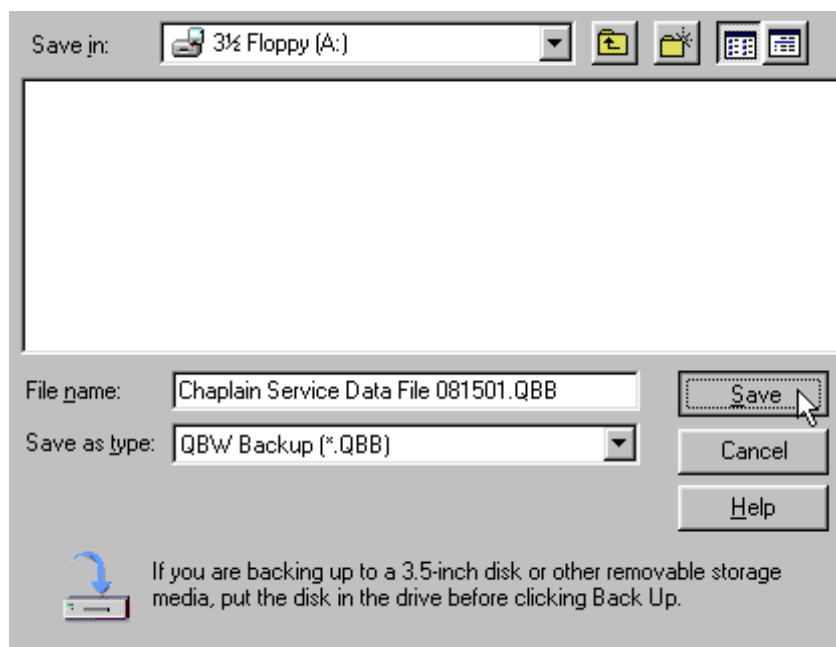 Save in: 3½ Floppy (A:)
File name: Chaplain Service Data File 081501.QBB Save
Save as type: QBW Backup (*.QBB) Cancel
Help
If you are backing up to a 3.5-inch disk or other removable storage
media, put the disk in the drive before clicking Back Up.